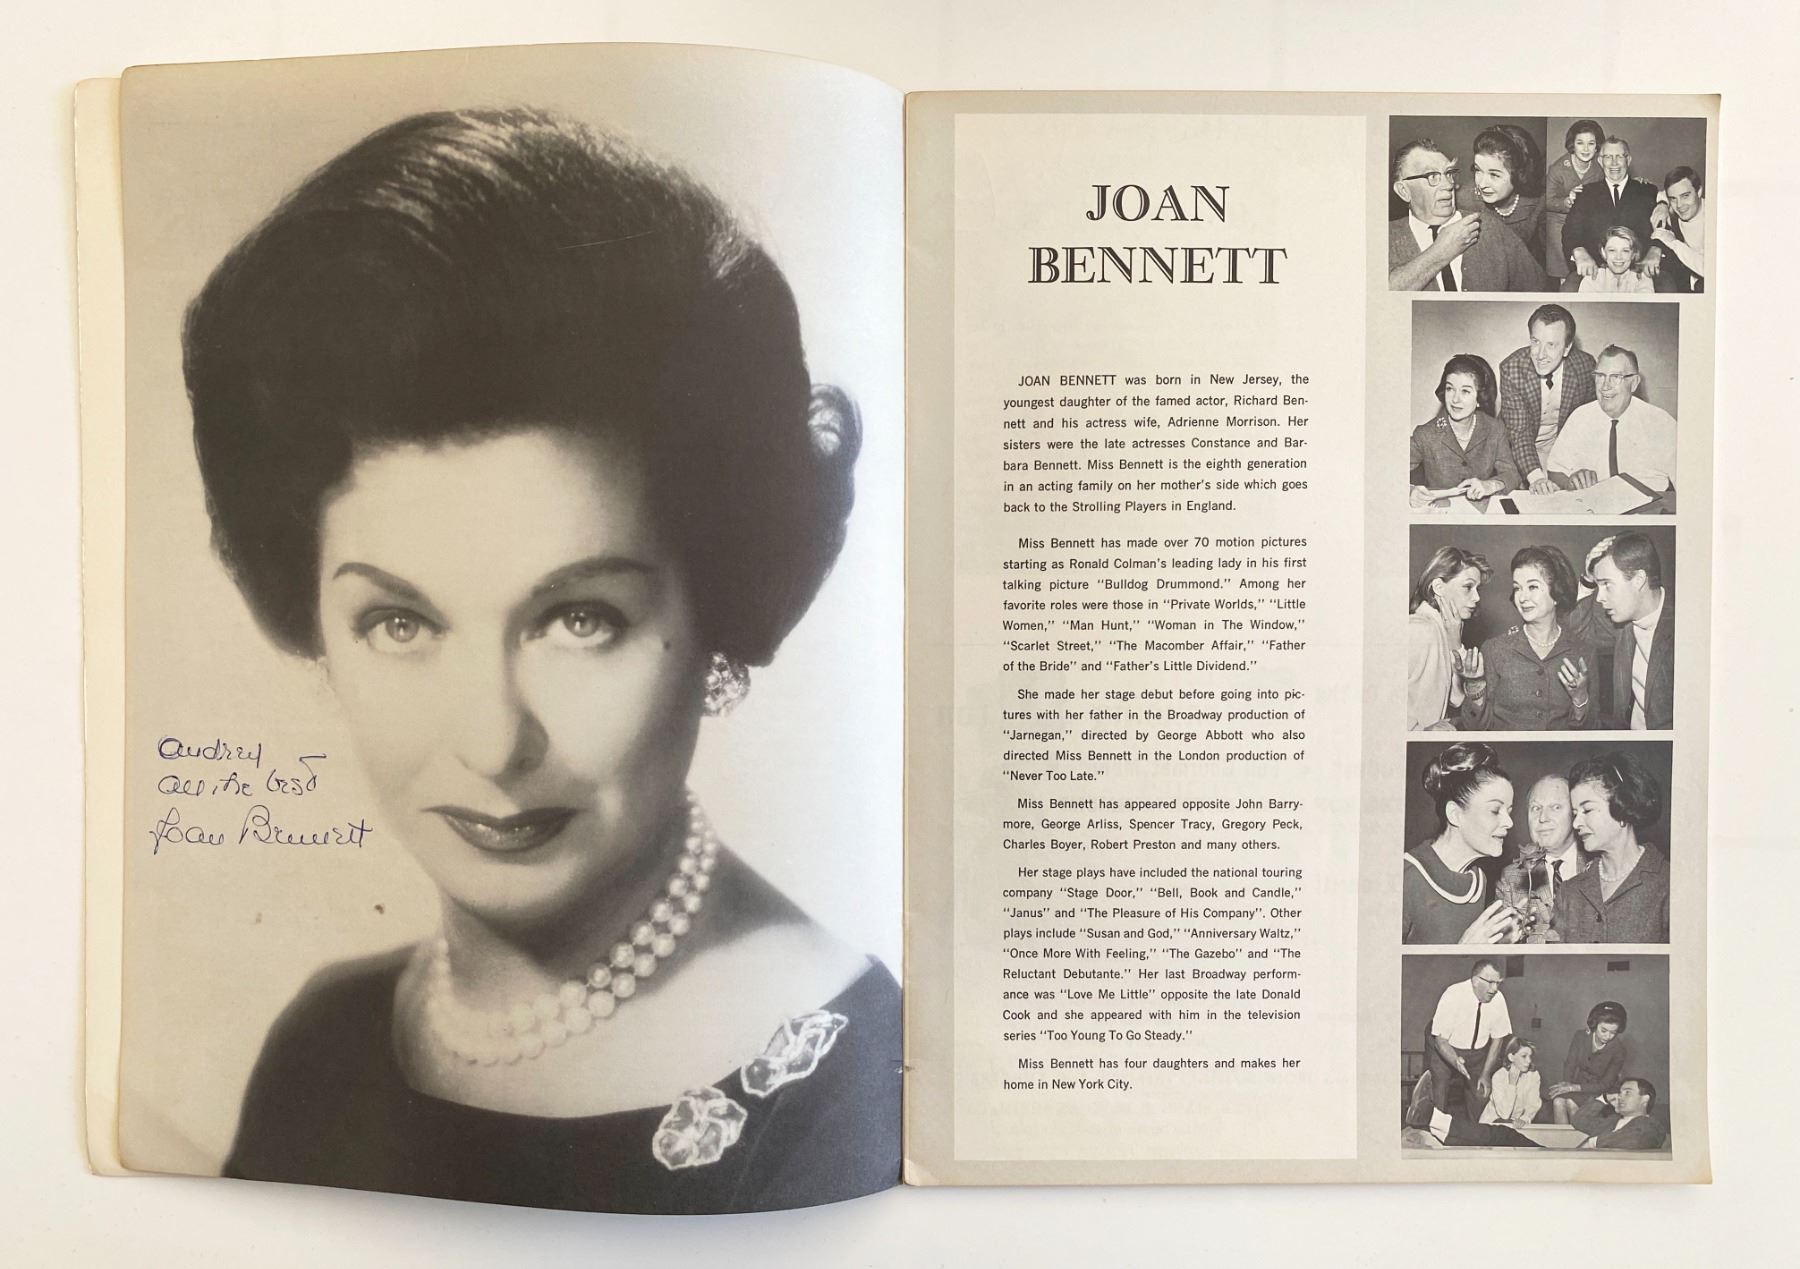 Audrey
All the best
Joan Bennett
JOAN
BENNETT
JOAN BENNETT was born in New Jersey, the
youngest daughter of the famed actor, Richard Ben-
nett and his actress wife, Adrienne Morrison. Her
sisters were the late actresses Constance and Bar-
bara Bennett. Miss Bennett is the eighth generation
in an acting family on her mother's side which goes
back to the Strolling Players in England.
Miss Bennett has made over 70 motion pictures
starting as Ronald Colman's leading lady in his first
talking picture "Bulldog Drummond." Among her
favorite roles were those in "Private Worlds," "Little
Women," "Man Hunt," "Woman in The Window,"
"Scarlet Street," "The Macomber Affair," "Father
of the Bride" and "Father's Little Dividend."
She made her stage debut before going into pic-
tures with her father in the Broadway production of
"Jarnegan," directed by George Abbott who also
directed Miss Bennett in the London production of
"Never Too Late."
Miss Bennett has appeared opposite John Barry-
more, George Arliss, Spencer Tracy, Gregory Peck,
Charles Boyer, Robert Preston and many others.
Her stage plays have included the national touring
company "Stage Door," "Bell, Book and Candle,"
"Janus" and "The Pleasure of His Company". Other
plays include "Susan and God," "Anniversary Waltz,"
"Once More With Feeling," "The Gazebo" and "The
Reluctant Debutante." Her last Broadway perform-
ance was "Love Me Little" opposite the late Donald
Cook and she appeared with him in the television
series "Too Young To Go Steady."
Miss Bennett has four daughters and makes her
home in New York City.